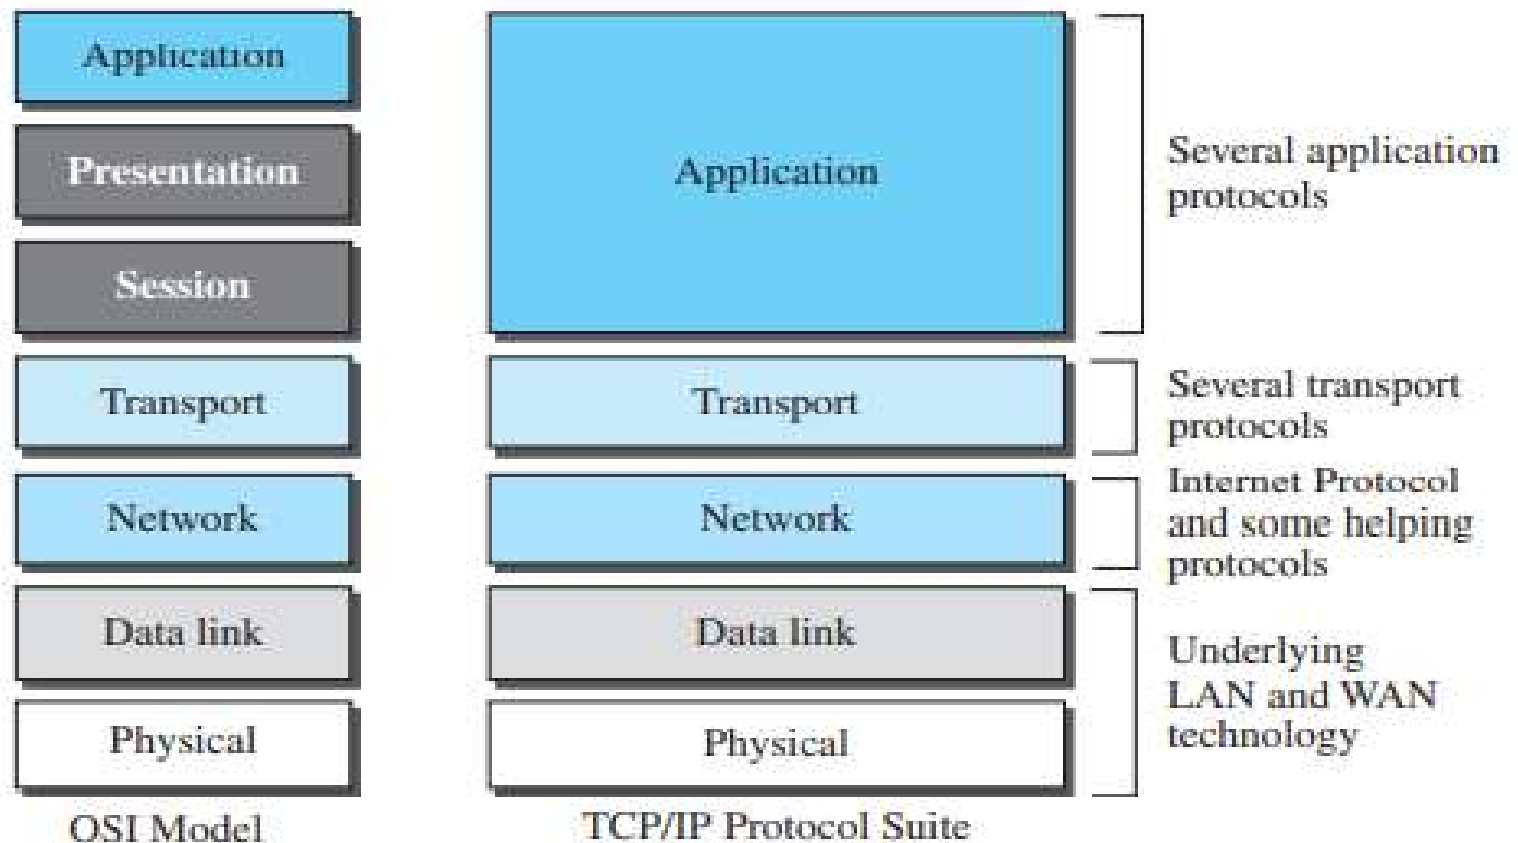 Application
Presentation
Session
Transport
Network
Data link
Physical
OSI Model
Application
Transport
Network
Data link
Physical
TCP/IP Protocol Suite
Several application
protocols
Several transport
protocols
Internet Protocol
and some helping
protocols
Underlying
LAN and WAN
technology